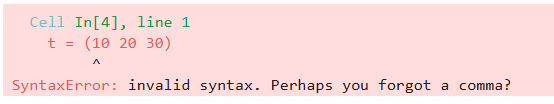 Cell In[4], line 1
t = (10 20 30)
^
SyntaxError: invalid syntax. Perhaps you forgot a comma?